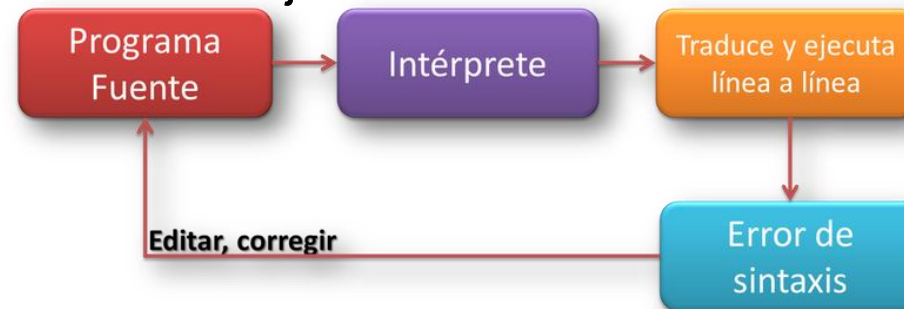 Programa
Fuente
Intérprete
Traduce y ejecuta
línea a línea
Editar, corregir
Error de
sintaxis